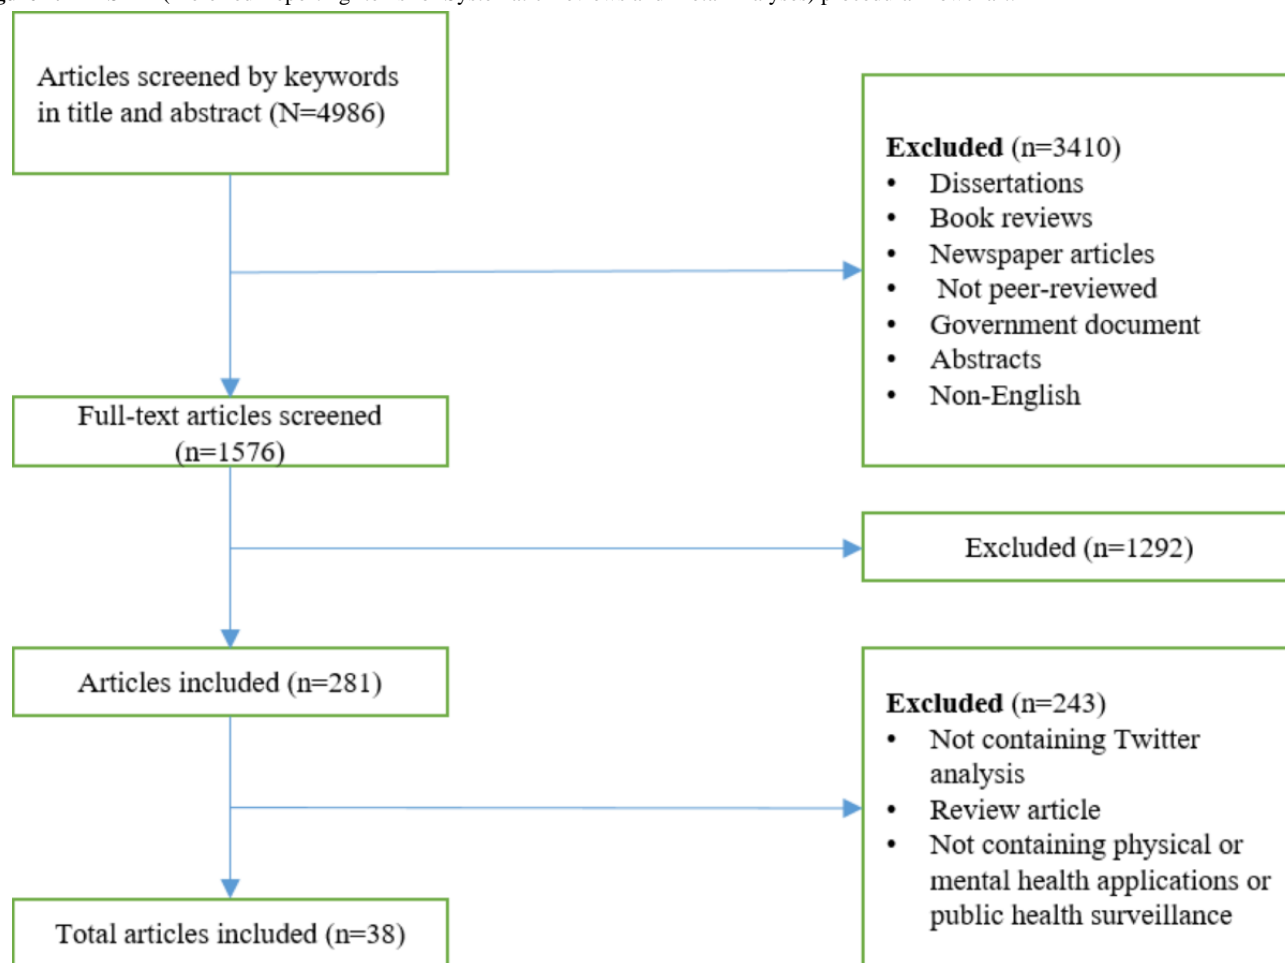 Articles screened by keywords
in title and abstract (N=4986)
Excluded (n=3410)
• Dissertations
• Book reviews
• Newspaper articles
• Not peer-reviewed
• Government document
• Abstracts
• Non-English
Full-text articles screened
(n=1576)
Excluded (n=1292)
Articles included (n=281)
Excluded (n=243)
• Not containing Twitter
analysis
• Review article
• Not containing physical or
mental health applications or
public health surveillance
Total articles included (n=38)